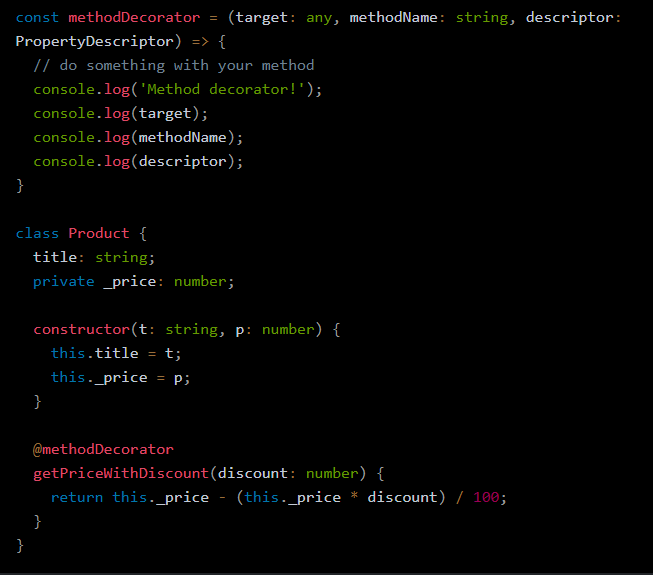 const methodDecorator = (target: any, methodName: string, descriptor:
PropertyDescriptor) => {
  // do something with your method
  console.log('Method decorator!');
  console.log(target);
  console.log(methodName);
  console.log(descriptor);
}

class Product {
  title: string;
  private _price: number;

  constructor(t: string, p: number) {
    this.title = t;
    this._price = p;
  }

  @methodDecorator
  getPriceWithDiscount(discount: number) {
    return this._price - (this._price * discount) / 100;
  }
}